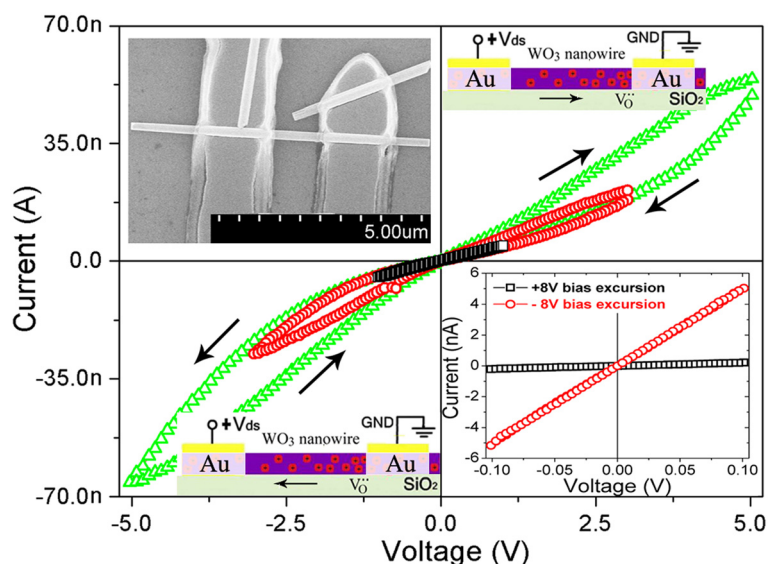 70.0n
35.0n
0.0
-35.0n
-70.0n
Current (A)
-5.0
-2.5
0.0
2.5
5.0
Voltage (V)
5.00um
+Vds
GND
WO₃ nanowire
Au
Au
V̈ₒ
SiO₂
+8V bias excursion
- 8V bias excursion
6
4
2
0
-2
-4
-6
Current (nA)
-0.10
-0.05
0.00
0.05
0.10
Voltage (V)
+Vds
GND
WO₃ nanowire
Au
Au
V̈ₒ
SiO₂